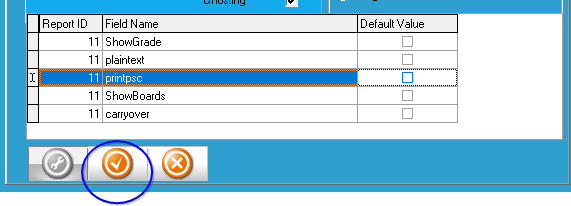 Report ID Field Name Default Value
11 ShowGrade
11 plaintext
11 printpsc
11 ShowBoards
11 carryover